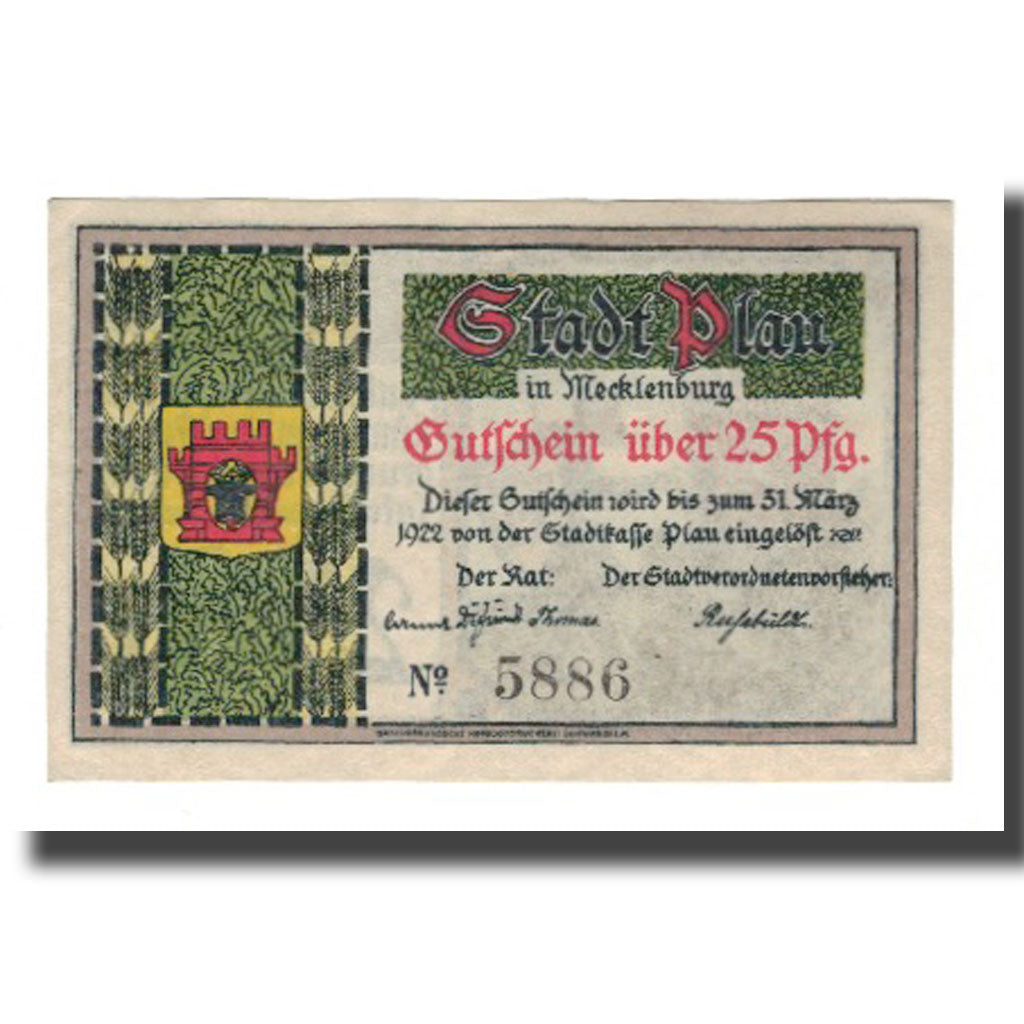 Stadt Plau
in Mecklenburg
Gutschein über 25 Pfg.
Dieser Gutschein wird bis zum 31. März
1922 von der Stadtkasse Plau eingelöst
Der Rat: Der Stadtverordnetenvorsteher:
Thomas
No. 5886